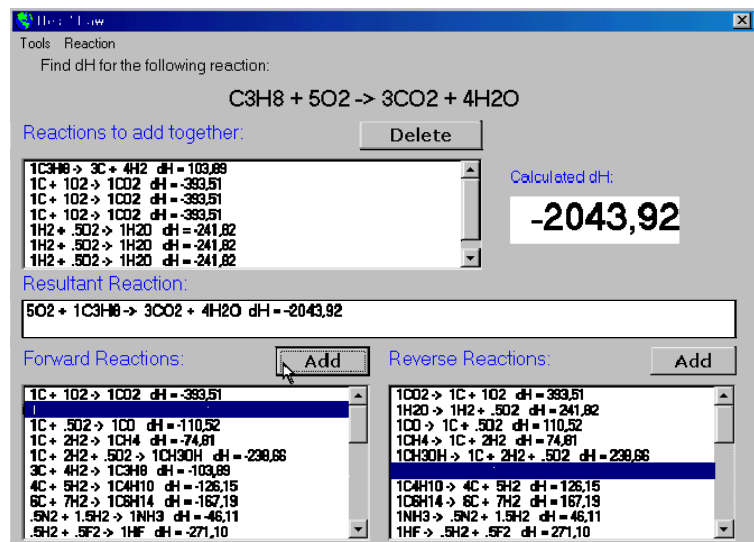 Hess' Law
Tools Reaction
Find dH for the following reaction:
C3H8 + 5O2 -> 3CO2 + 4H2O
Reactions to add together:
Delete
1C3H8-> 3C + 4H2 dH = 103,89
1C + 1O2-> 1CO2 dH = -393,51
1C + 1O2-> 1CO2 dH = -393,51
1C + 1O2-> 1CO2 dH = -393,51
1H2 + .5O2-> 1H2O dH = -241,82
1H2 + .5O2-> 1H2O dH = -241,82
1H2 + .5O2-> 1H2O dH = -241,82
Calculated dH:
-2043,92
Resultant Reaction:
5O2 + 1C3H8-> 3CO2 + 4H2O dH = -2043,92
Forward Reactions:
Add
1C + 1O2-> 1CO2 dH = -393,51
1C + .5O2-> 1CO dH = -110,52
1C + 2H2-> 1CH4 dH = -74,81
1C + 2H2 + .5O2-> 1CH3OH dH = -238,66
3C + 4H2-> 1C3H8 dH = -103,89
4C + 5H2-> 1C4H10 dH = -126,15
6C + 7H2-> 1C6H14 dH = -167,19
.5N2 + 1.5H2-> 1NH3 dH = -46,11
.5H2 + .5F2-> 1HF dH = -271,10
Reverse Reactions:
Add
1CO2-> 1C + 1O2 dH = 393,51
1H2O-> 1H2 + .5O2 dH = 241,82
1CO-> 1C + .5O2 dH = 110,52
1CH4-> 1C + 2H2 dH = 74,81
1CH3OH-> 1C + 2H2 + .5O2 dH = 238,66
1C4H10-> 4C + 5H2 dH = 126,15
1C6H14-> 6C + 7H2 dH = 167,19
1NH3-> .5N2 + 1.5H2 dH = 46,11
1HF-> .5H2 + .5F2 dH = 271,10